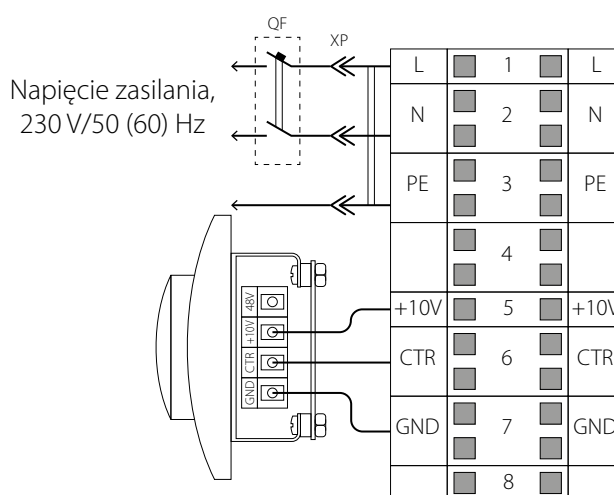 QF
XP
Napięcie zasilania,
230 V/50 (60) Hz
L 1 L
N 2 N
PE 3 PE
4
+10V 5 +10V
CTR 6 CTR
GND 7 GND
8
48V
+10V
CTR
GND